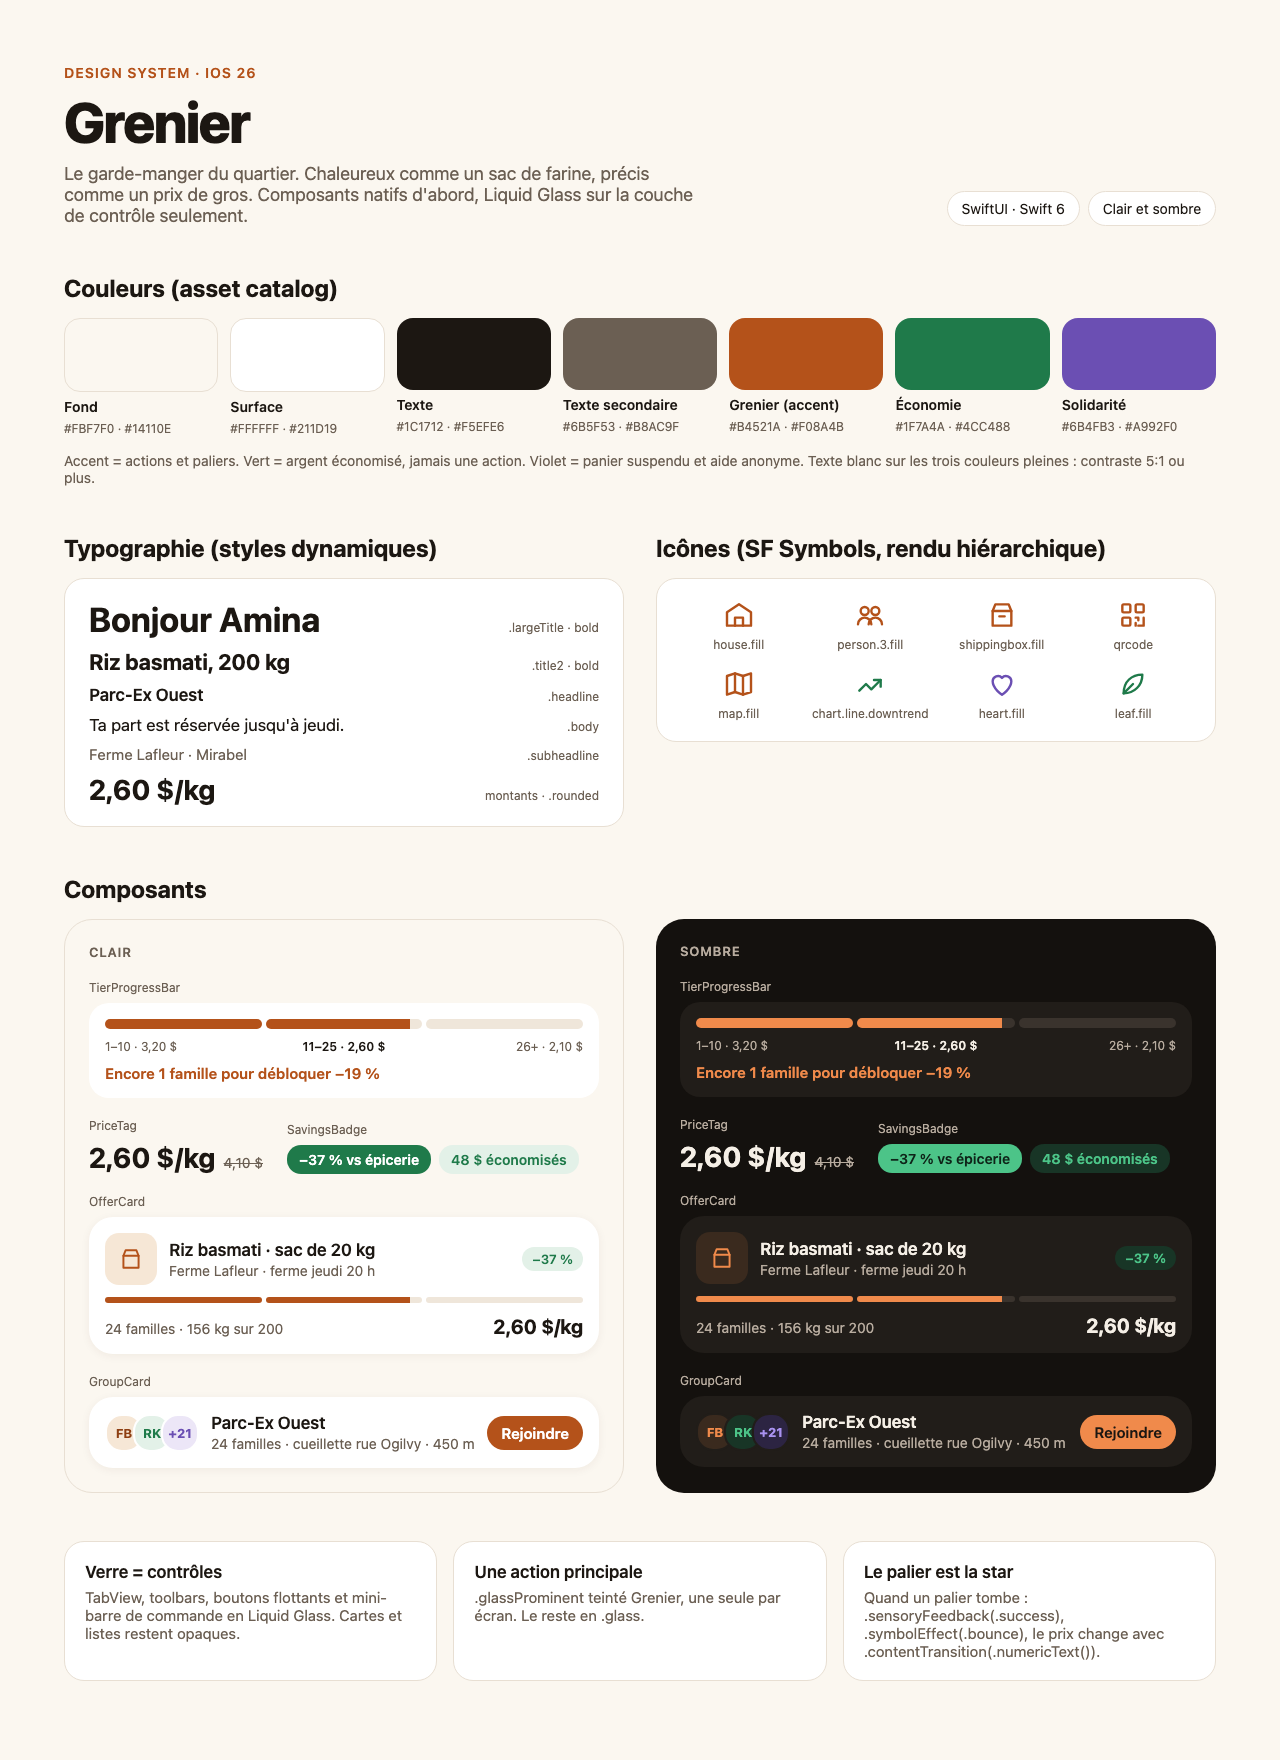 DESIGN SYSTEM · IOS 26
Grenier
Le garde-manger du quartier. Chaleureux comme un sac de farine, précis
comme un prix de gros. Composants natifs d'abord, Liquid Glass sur la couche
de contrôle seulement.
SwiftUI · Swift 6
Clair et sombre
Couleurs (asset catalog)
Fond
#FBF7F0 · #14110E
Surface
#FFFFFF · #211D19
Texte
#1C1712 · #F5EFE6
Texte secondaire
#6B5F53 · #B8AC9F
Grenier (accent)
#B4521A · #F08A4B
Économie
#1F7A4A · #4CC488
Solidarité
#6B4FB3 · #A992F0
Accent = actions et paliers. Vert = argent économisé, jamais une action. Violet = panier suspendu et aide anonyme. Texte blanc sur les trois couleurs pleines : contraste 5:1 ou
plus.
Typographie (styles dynamiques)
Bonjour Amina
.largeTitle · bold
Riz basmati, 200 kg
.title2 · bold
Parc-Ex Ouest
.headline
Ta part est réservée jusqu'à jeudi.
.body
Ferme Lafleur · Mirabel
.subheadline
2,60 $/kg
montants · .rounded
Icônes (SF Symbols, rendu hiérarchique)
house.fill
person.3.fill
shippingbox.fill
qrcode
map.fill
chart.line.downtrend
heart.fill
leaf.fill
Composants
CLAIR
TierProgressBar
1–10 · 3,20 $
11–25 · 2,60 $
26+ · 2,10 $
Encore 1 famille pour débloquer −19 %
PriceTag
2,60 $/kg
4,10 $
SavingsBadge
−37 % vs épicerie
48 $ économisés
OfferCard
Riz basmati · sac de 20 kg
Ferme Lafleur · ferme jeudi 20 h
−37 %
24 familles · 156 kg sur 200
2,60 $/kg
GroupCard
FB
RK
+21
Parc-Ex Ouest
24 familles · cueillette rue Ogilvy · 450 m
Rejoindre
SOMBRE
TierProgressBar
1–10 · 3,20 $
11–25 · 2,60 $
26+ · 2,10 $
Encore 1 famille pour débloquer −19 %
PriceTag
2,60 $/kg
4,10 $
SavingsBadge
−37 % vs épicerie
48 $ économisés
OfferCard
Riz basmati · sac de 20 kg
Ferme Lafleur · ferme jeudi 20 h
−37 %
24 familles · 156 kg sur 200
2,60 $/kg
GroupCard
FB
RK
+21
Parc-Ex Ouest
24 familles · cueillette rue Ogilvy · 450 m
Rejoindre
Verre = contrôles
TabView, toolbars, boutons flottants et mini-
barre de commande en Liquid Glass. Cartes et
listes restent opaques.
Une action principale
.glassProminent teinté Grenier, une seule par
écran. Le reste en .glass.
Le palier est la star
Quand un palier tombe :
.sensoryFeedback(.success),
.symbolEffect(.bounce), le prix change avec
.contentTransition(.numericText()).